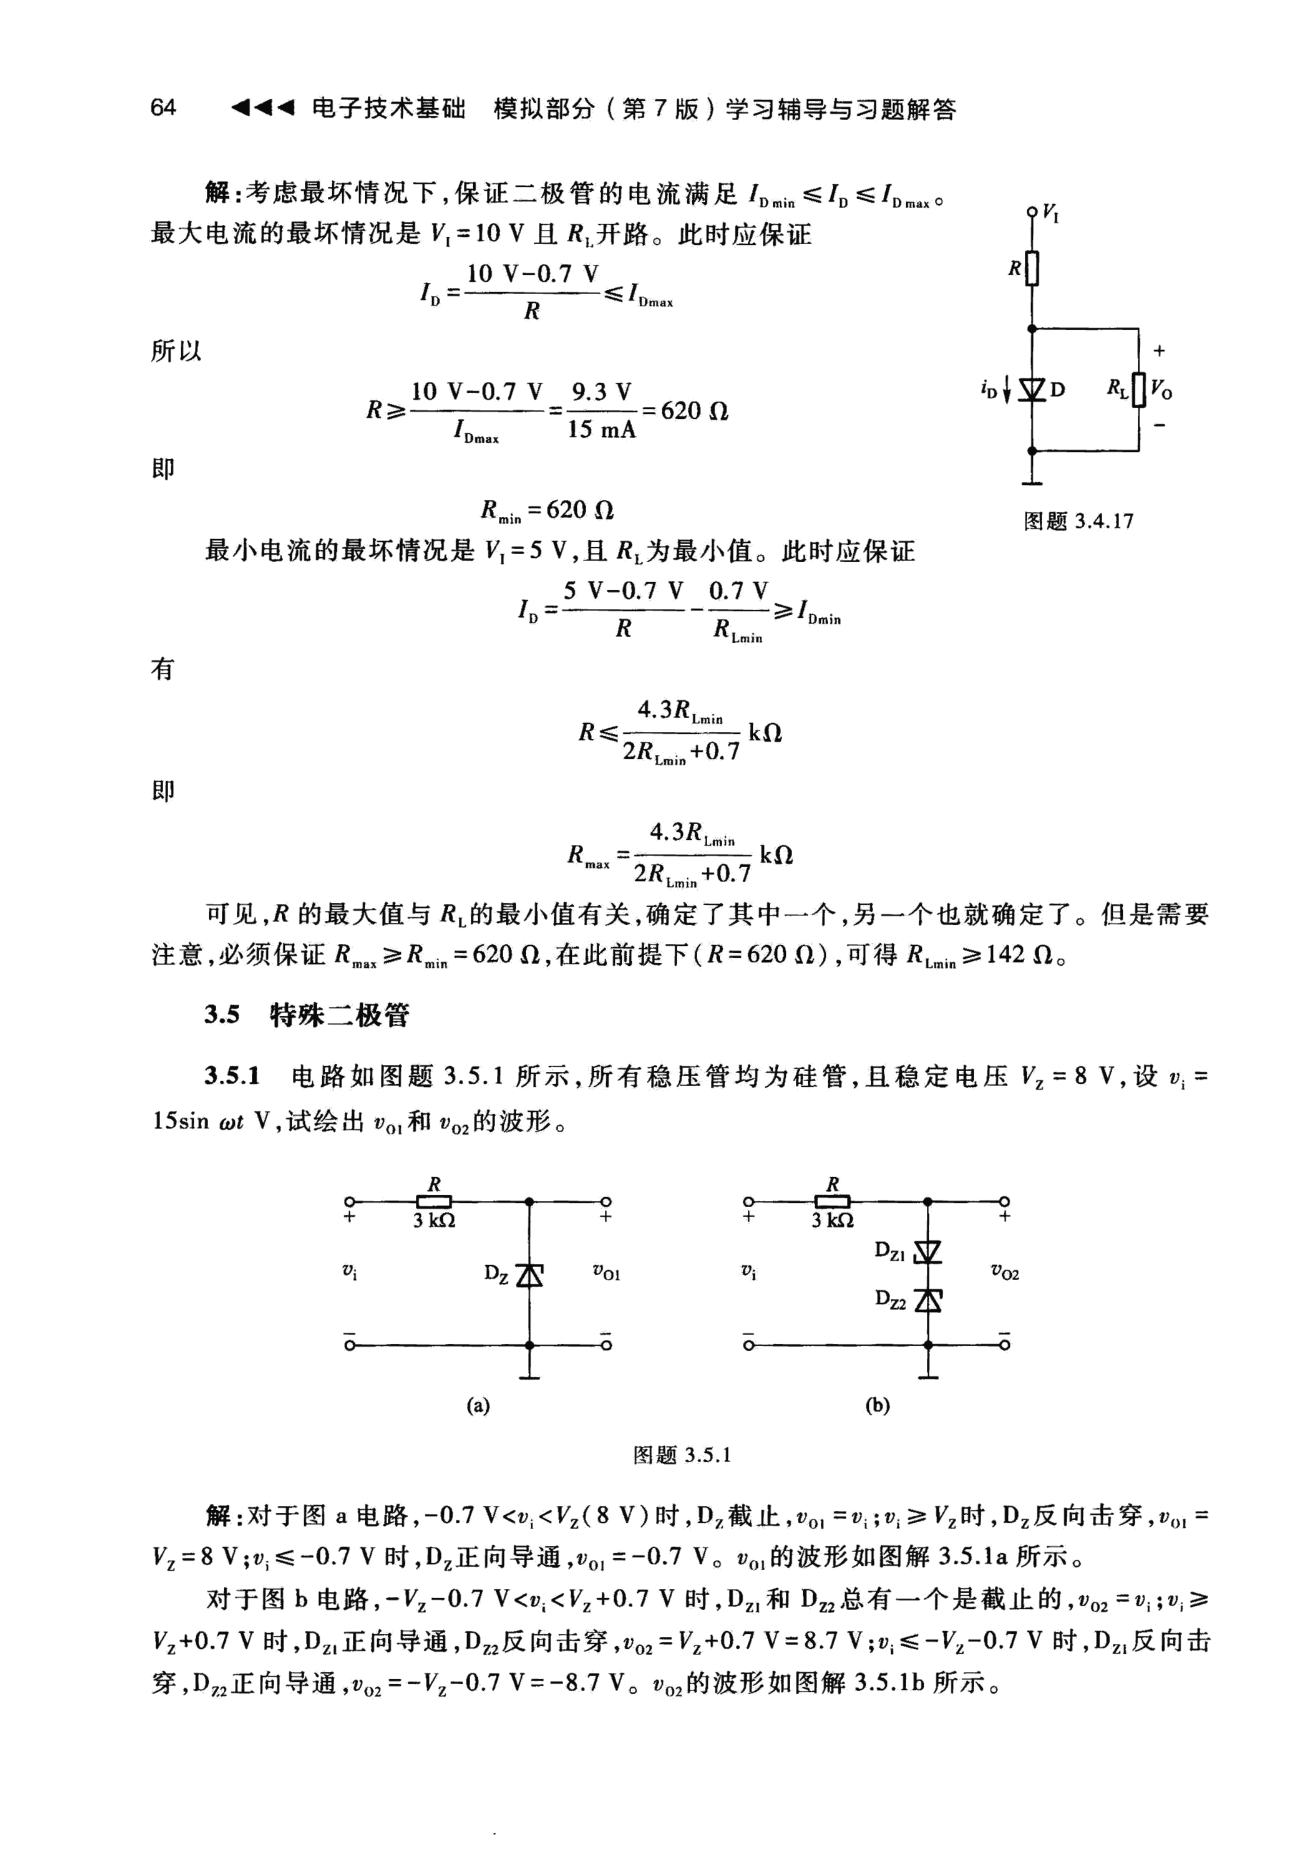 64 ◀◀◀ 电子技术基础 模拟部分（第7版）学习辅导与习题解答
解:考虑最坏情况下,保证二极管的电流满足 I_Dmin ≤ I_D ≤ I_Dmax。
最大电流的最坏情况是 V_I = 10 V 且 R_L 开路。此时应保证
I_D = (10 V-0.7 V)/R ≤ I_Dmax
所以
R ≥ (10 V-0.7 V)/I_Dmax = 9.3 V/15 mA = 620 Ω
即
R_min = 620 Ω
最小电流的最坏情况是 V_I = 5 V,且 R_L 为最小值。此时应保证
I_D = (5 V-0.7 V)/R - 0.7 V/R_Lmin ≥ I_Dmin
有
R ≤ 4.3R_Lmin/(2R_Lmin+0.7) kΩ
即
R_max = 4.3R_Lmin/(2R_Lmin+0.7) kΩ
V_I
R
i_D
D
R_L
+
V_O
-
图题 3.4.17
可见,R 的最大值与 R_L 的最小值有关,确定了其中一个,另一个也就确定了。但是需要
注意,必须保证 R_max ≥ R_min = 620 Ω,在此前提下(R=620 Ω),可得 R_Lmin ≥ 142 Ω。
3.5 特殊二极管
3.5.1 电路如图题 3.5.1 所示,所有稳压管均为硅管,且稳定电压 V_Z = 8 V,设 v_i =
15sin ωt V,试绘出 v_O1 和 v_O2 的波形。
R
3 kΩ
+
+
v_i
D_Z
v_O1
-
-
(a)
R
3 kΩ
+
+
D_Z1
v_i
v_O2
D_Z2
-
-
(b)
图题 3.5.1
解:对于图 a 电路,-0.7 V<v_i<V_Z(8 V)时,D_Z 截止,v_O1 = v_i;v_i ≥ V_Z 时,D_Z 反向击穿,v_O1 =
V_Z = 8 V;v_i ≤ -0.7 V 时,D_Z 正向导通,v_O1 = -0.7 V。v_O1 的波形如图解 3.5.1a 所示。
对于图 b 电路,-V_Z-0.7 V<v_i<V_Z+0.7 V 时,D_Z1 和 D_Z2 总有一个是截止的,v_O2 = v_i;v_i ≥
V_Z+0.7 V 时,D_Z1 正向导通,D_Z2 反向击穿,v_O2 = V_Z+0.7 V = 8.7 V;v_i ≤ -V_Z-0.7 V 时,D_Z1 反向击
穿,D_Z2 正向导通,v_O2 = -V_Z-0.7 V = -8.7 V。v_O2 的波形如图解 3.5.1b 所示。